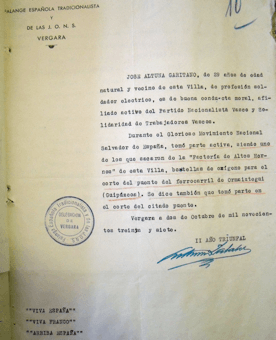 FALANGE ESPAÑOLA TRADICIONALISTA
Y
DE LAS J. O. N. S.
VERGARA
10
JOSE ALTUNA GABITANO, de 28 años de edad
natural y vecino de esta Villa, de profesión sol-
dador electrico, es de buena conducta moral, afi-
liado activo del Partido Nacionalista Vasco y So-
lidaridad de Trabajadores Vascos.
Durante el Glorioso Movimiento Nacional
Salvador de España, tomó parte activa, siendo uno
de los que sacaron de la "Factoría de Altos Hor-
nos" de esta Villa, botellas de oxígeno para el
corte del puente del ferrocarril de Ormaiztegui
(Guipúzcoa). Se dice también que tomó parte en
el corte del citado puente.
Vergara a dos de Octubre de mil novecien-
tos treinta y siete.
II AÑO TRIUNFAL
VERGARA
""VIVA ESPAÑA""
""VIVA FRANCO""
""ARRIBA ESPAÑA""